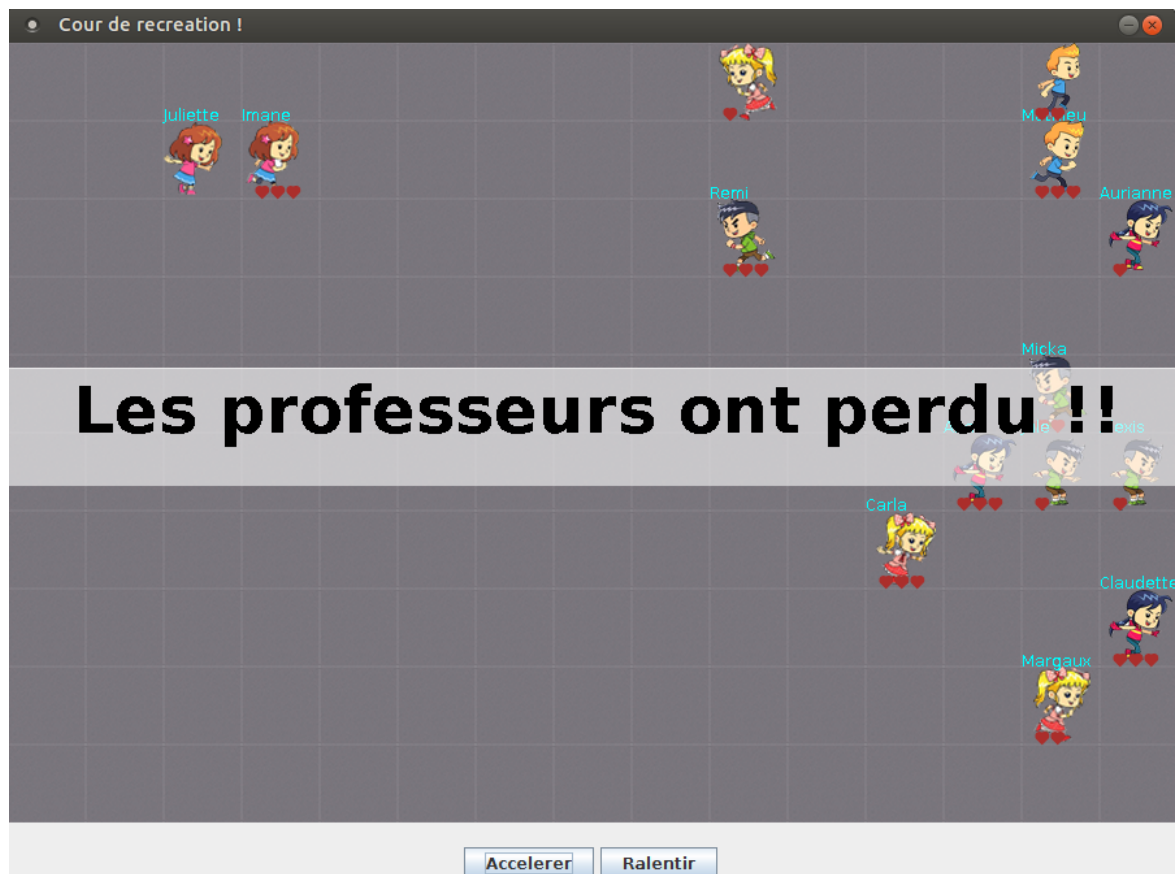 Cour de recreation !
Juliette Imane
Remi
Aurianne
Micka
Les professeurs ont perdu !!
Carla
Claudette
Margaux
Accelerer Ralentir